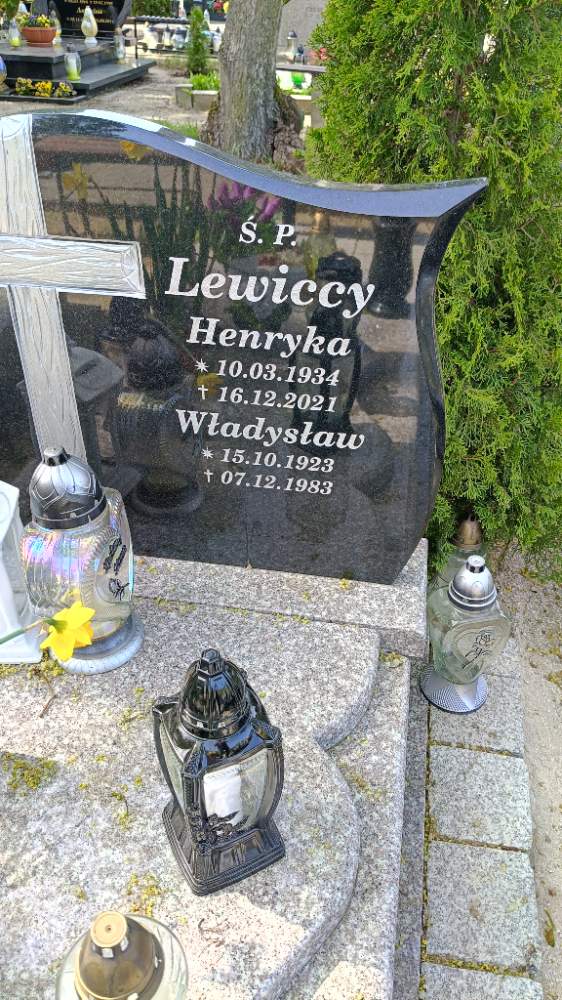 Ś. P.
Lewiccy
Henryka
* 10.03.1934
† 16.12.2021
Władysław
* 15.10.1923
† 07.12.1983